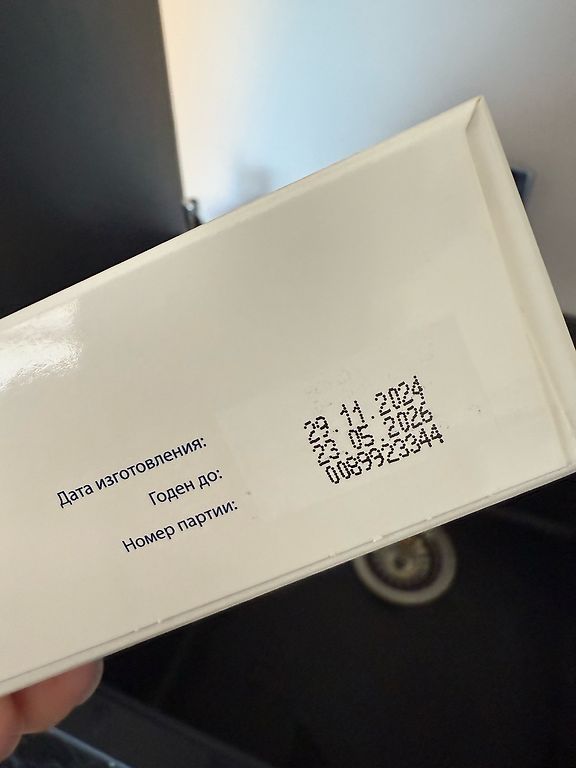 Дата изготовления: 29.11.2024
Годен до: 23.05.2026
Номер партии: 0089923344